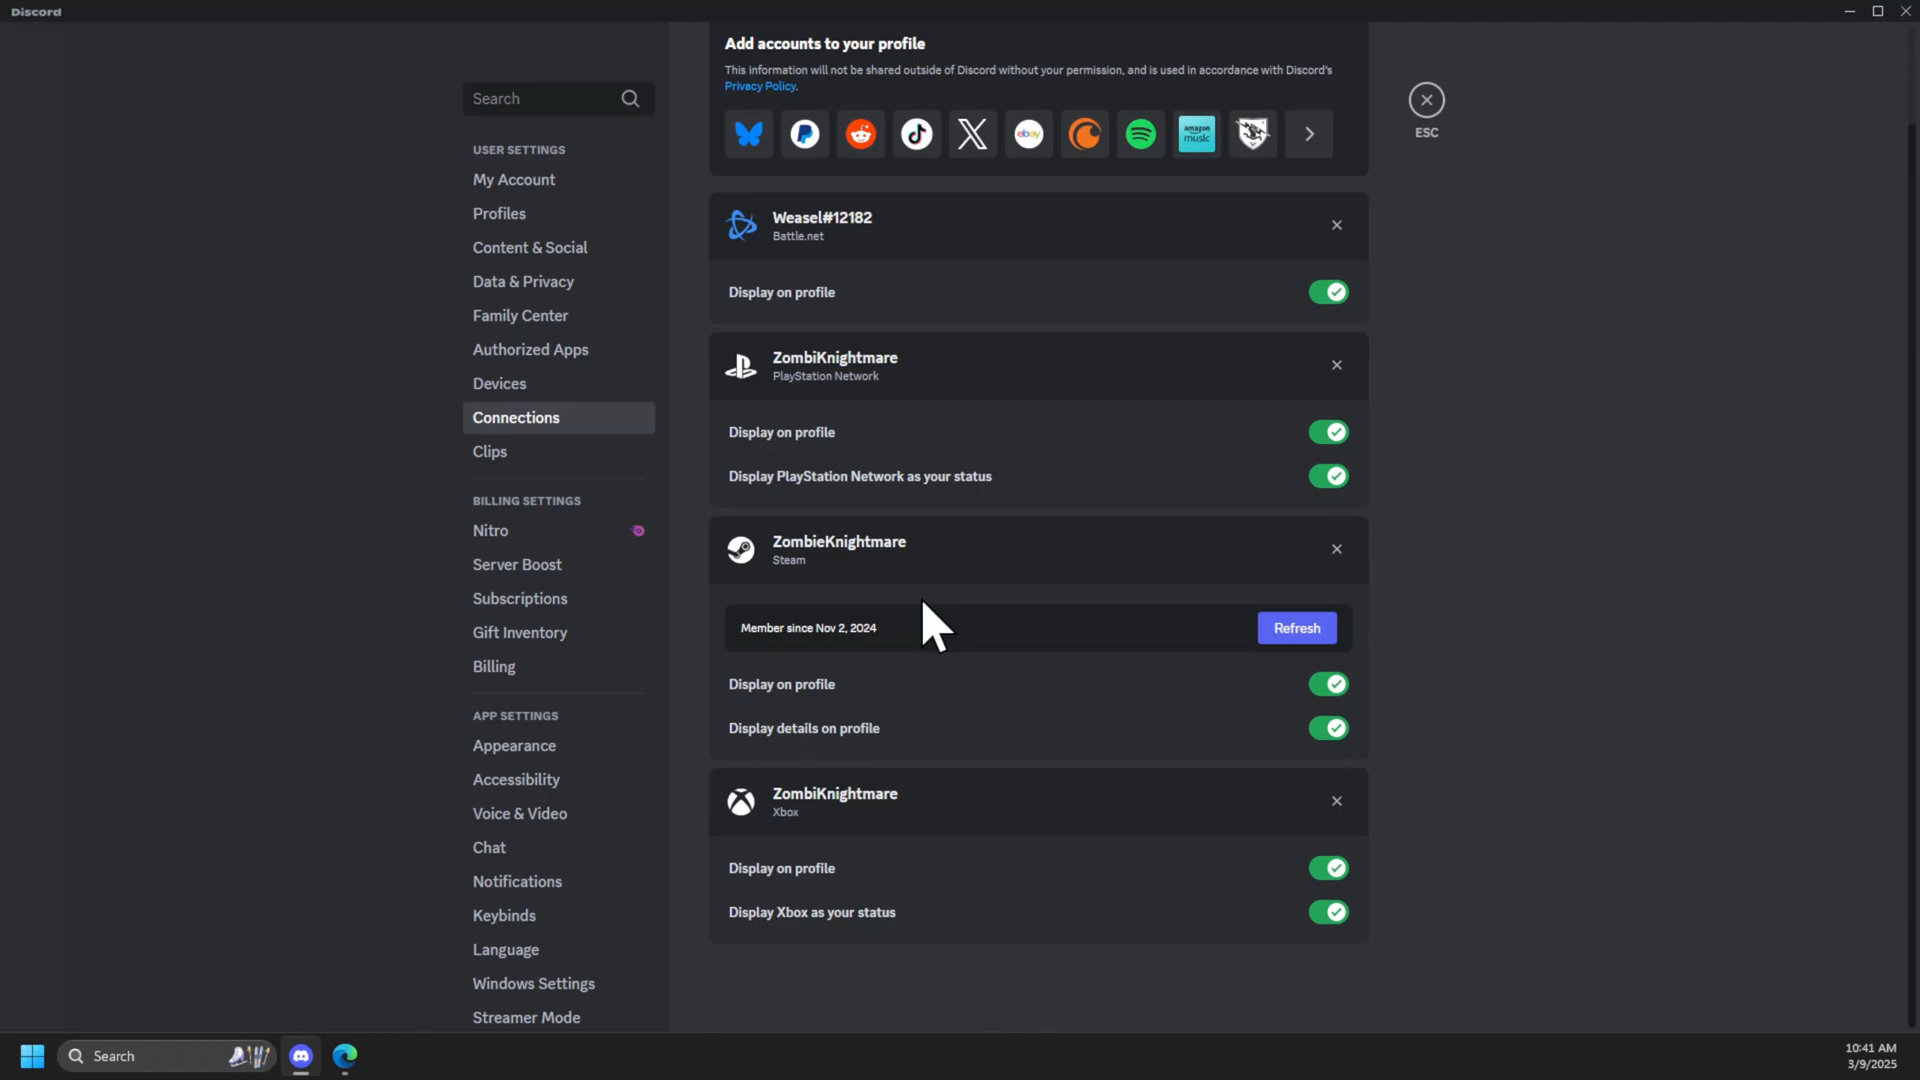 Discord
Search
USER SETTINGS
My Account
Profiles
Content & Social
Data & Privacy
Family Center
Authorized Apps
Devices
Connections
Clips
BILLING SETTINGS
Nitro
Server Boost
Subscriptions
Gift Inventory
Billing
APP SETTINGS
Appearance
Accessibility
Voice & Video
Chat
Notifications
Keybinds
Language
Windows Settings
Streamer Mode
Add accounts to your profile
This information will not be shared outside of Discord without your permission, and is used in accordance with Discord's
Privacy Policy.
ebay
amazon
music
Weasel#12182
Battle.net
Display on profile
ZombiKnightmare
PlayStation Network
Display on profile
Display PlayStation Network as your status
ZombieKnightmare
Steam
Member since Nov 2, 2024
Refresh
Display on profile
Display details on profile
ZombiKnightmare
Xbox
Display on profile
Display Xbox as your status
ESC
Search
10:41 AM
3/9/2025